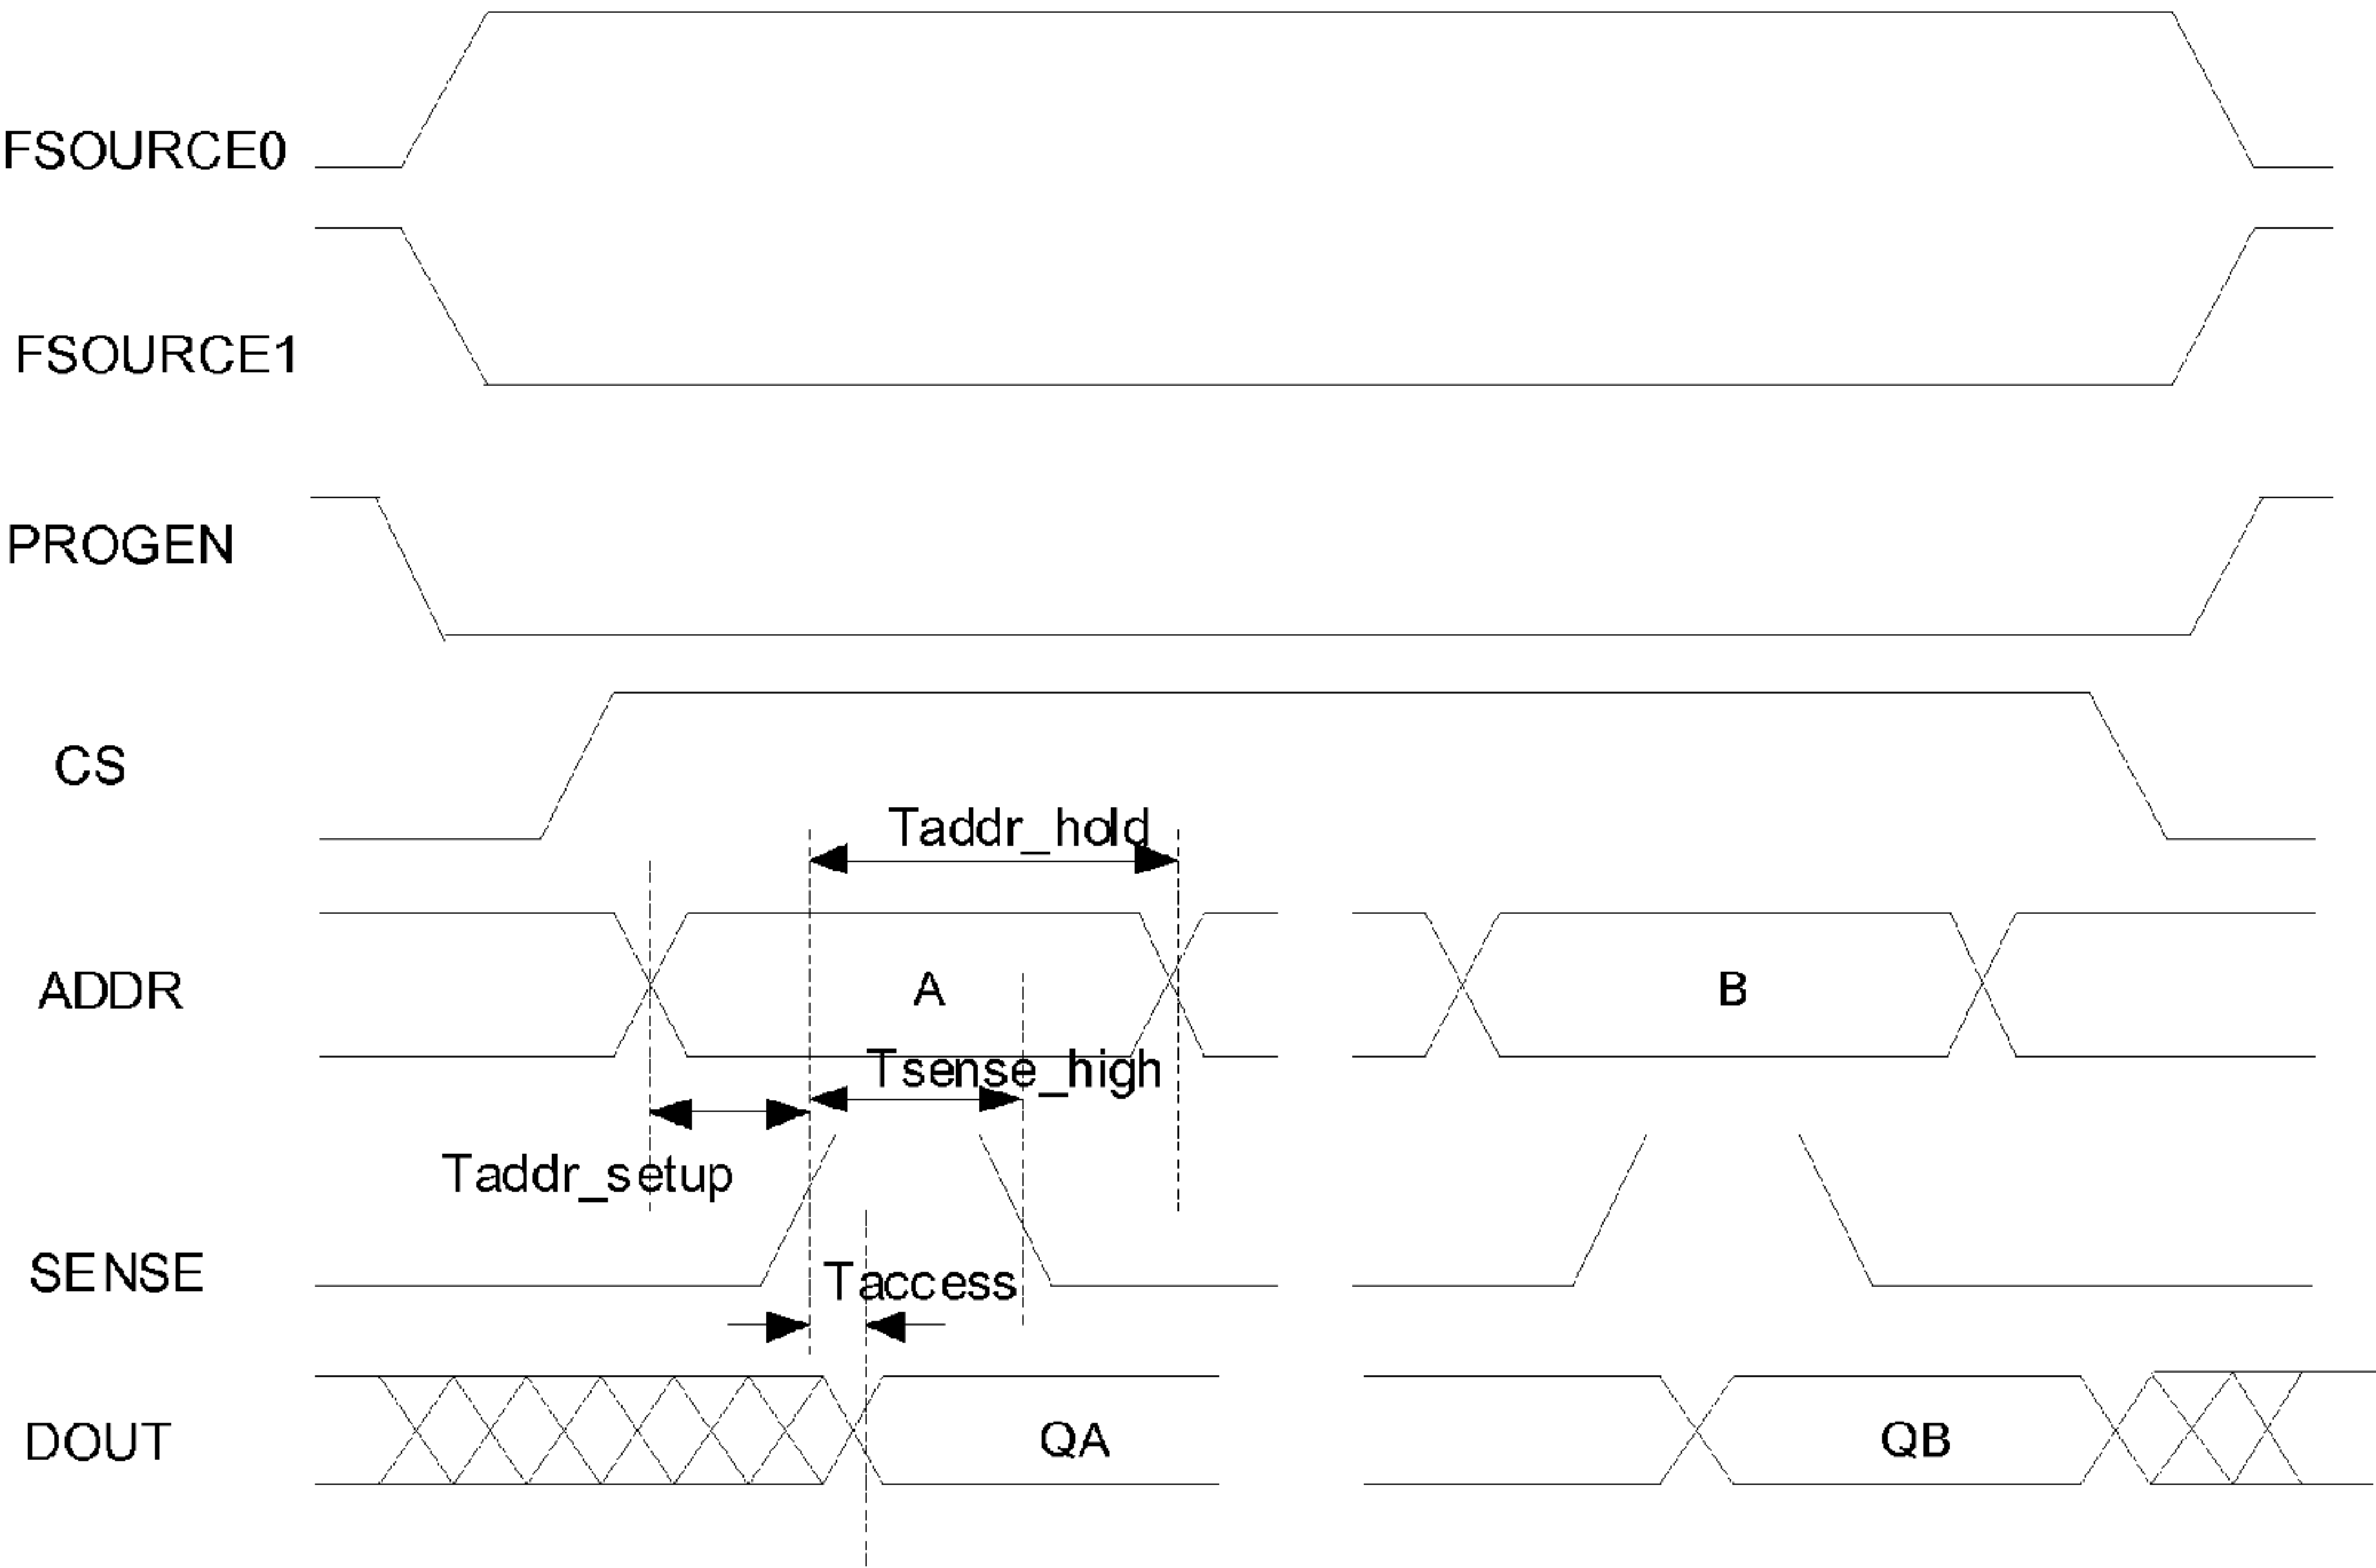 FSOURCE0
FSOURCE1
PROGEN
CS
Taddr_hold
ADDR
A
B
Tsense_high
Taddr_setup
SENSE
Taccess
DOUT
QA
QB